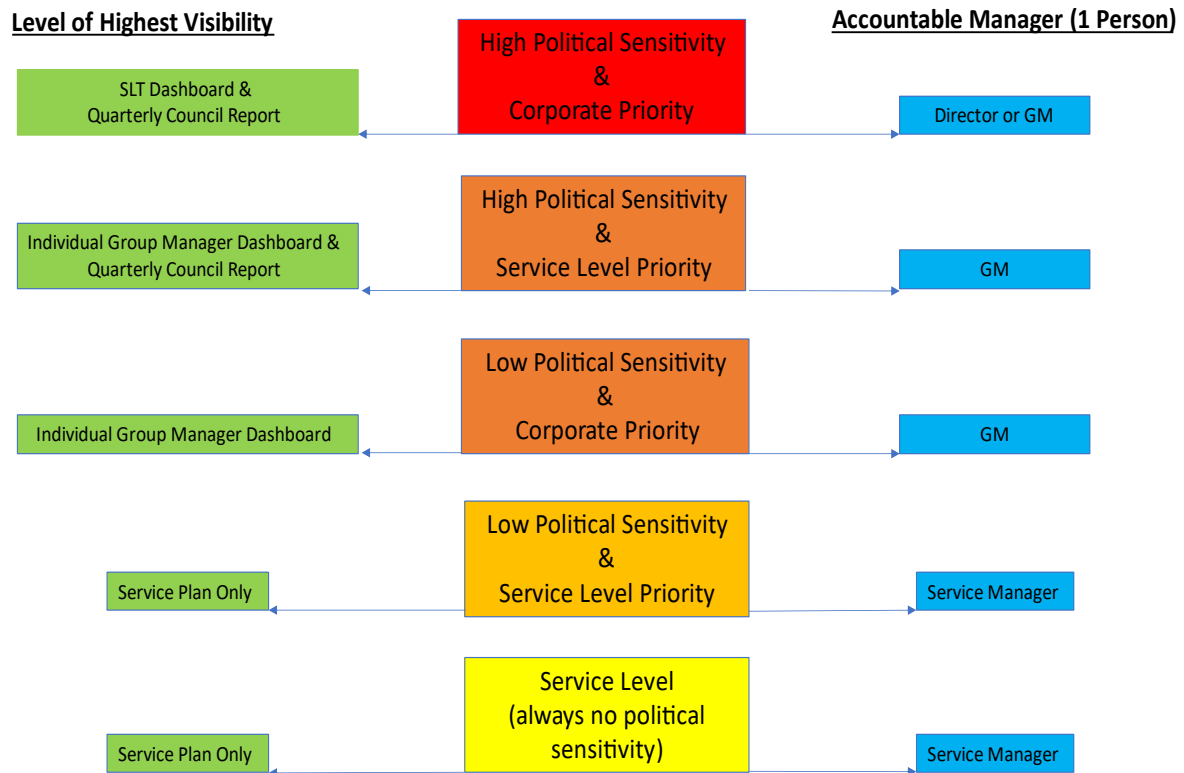 Level of Highest Visibility
Accountable Manager (1 Person)
High Political Sensitivity
&
Corporate Priority
SLT Dashboard &
Quarterly Council Report
Director or GM
High Political Sensitivity
&
Service Level Priority
Individual Group Manager Dashboard &
Quarterly Council Report
GM
Low Political Sensitivity
&
Corporate Priority
Individual Group Manager Dashboard
GM
Low Political Sensitivity
&
Service Level Priority
Service Plan Only
Service Manager
Service Level
(always no political
sensitivity)
Service Plan Only
Service Manager